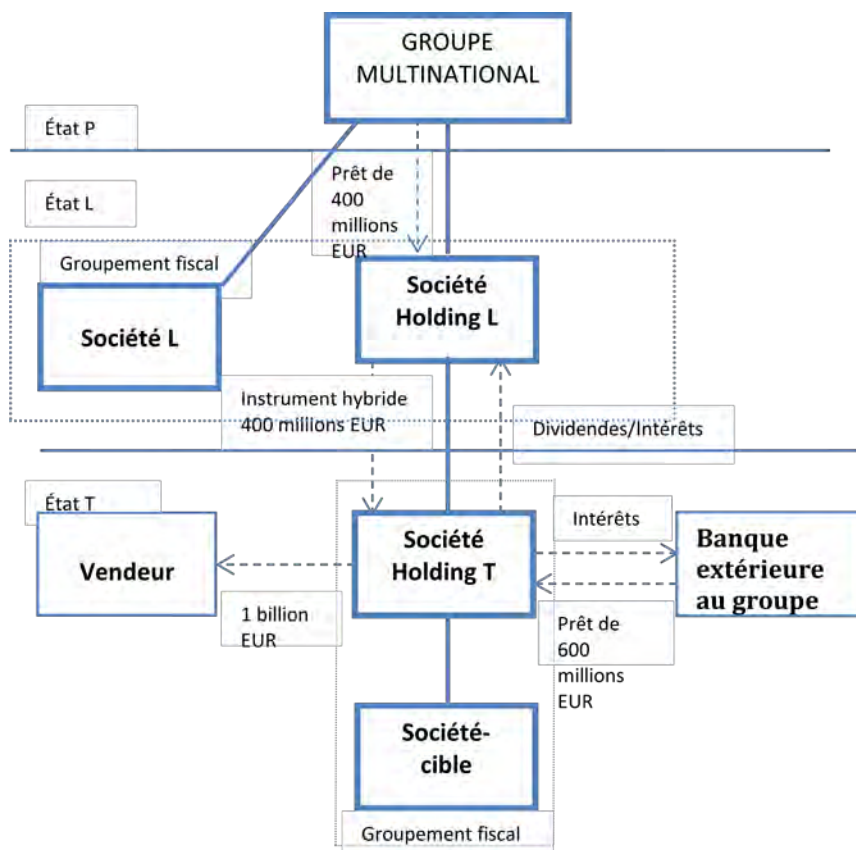 GROUPE
MULTINATIONAL
État P
Prêt de
400
millions
EUR
État L
Groupement fiscal
Société
Holding L
Société L
Instrument hybride
400 millions EUR
Dividendes/Intérêts
État T
Vendeur
Société
Holding T
Intérêts
Banque
extérieure
au groupe
1 billion
EUR
Prêt de
600
millions
EUR
Société-
cible
Groupement fiscal